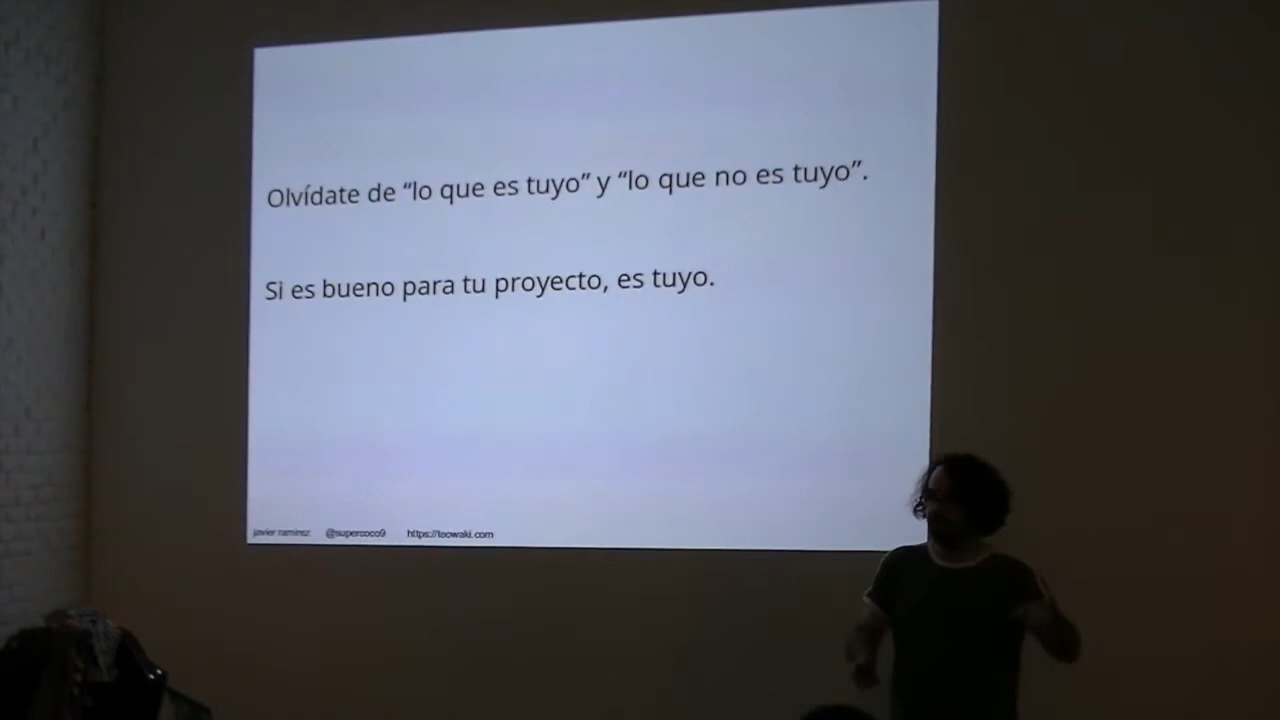 Olvídate de “lo que es tuyo” y “lo que no es tuyo”.
Si es bueno para tu proyecto, es tuyo.
javier ramirez @supercoco9 https://teowaki.com